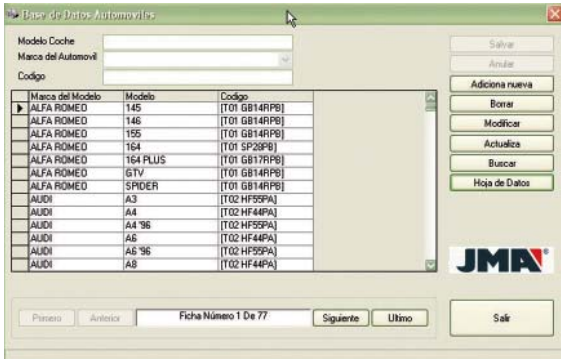 Base de Datos Automoviles
Modelo Coche
Marca del Automovil
Codigo
Salvar
Anular
Adiciona nueva
Borrar
Modificar
Actualiza
Buscar
Hoja de Datos
Marca del Modelo Modelo Codigo
ALFA ROMEO 145 [T01 GB14RPB]
ALFA ROMEO 146 [T01 GB14RPB]
ALFA ROMEO 155 [T01 GB14RPB]
ALFA ROMEO 164 [T01 SP28PB]
ALFA ROMEO 164 PLUS [T01 GB17RPB]
ALFA ROMEO GTV [T01 GB14RPB]
ALFA ROMEO SPIDER [T01 GB14RPB]
AUDI A3 [T02 HF55PA]
AUDI A4 [T02 HF44PA]
AUDI A4 '96 [T02 HF55PA]
AUDI A6 [T02 HF44PA]
AUDI A6 '96 [T02 HF55PA]
AUDI A8 [T02 HF44PA]
JMA®
Primero Anterior Ficha Número 1 De 77 Siguiente Ultimo Salir